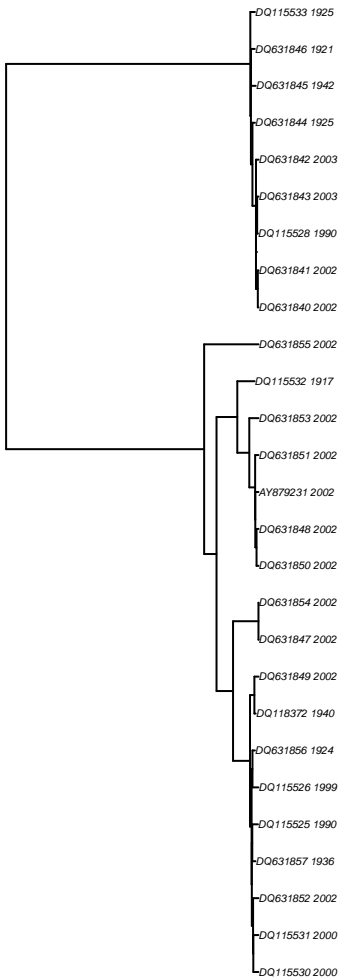 DQ115533 1925
DQ631846 1921
DQ631845 1942
DQ631844 1925
DQ631842 2003
DQ631843 2003
DQ115528 1990
DQ631841 2002
DQ631840 2002
DQ631855 2002
DQ115532 1917
DQ631853 2002
DQ631851 2002
AY879231 2002
DQ631848 2002
DQ631850 2002
DQ631854 2002
DQ631847 2002
DQ631849 2002
DQ118372 1940
DQ631856 1924
DQ115526 1999
DQ115525 1990
DQ631857 1936
DQ631852 2002
DQ115531 2000
DQ115530 2000